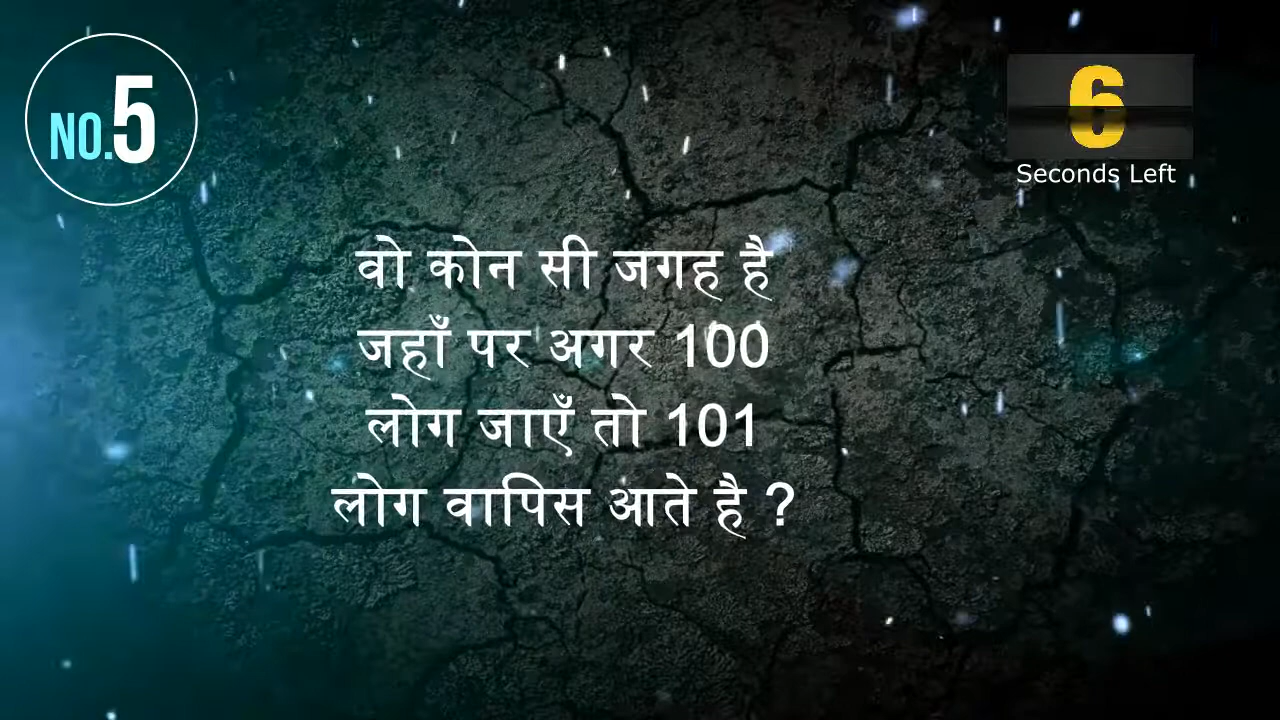 NO.5
6
Seconds Left
वो कोन सी जगह है
जहाँ पर अगर 100
लोग जाएँ तो 101
लोग वापिस आते है ?